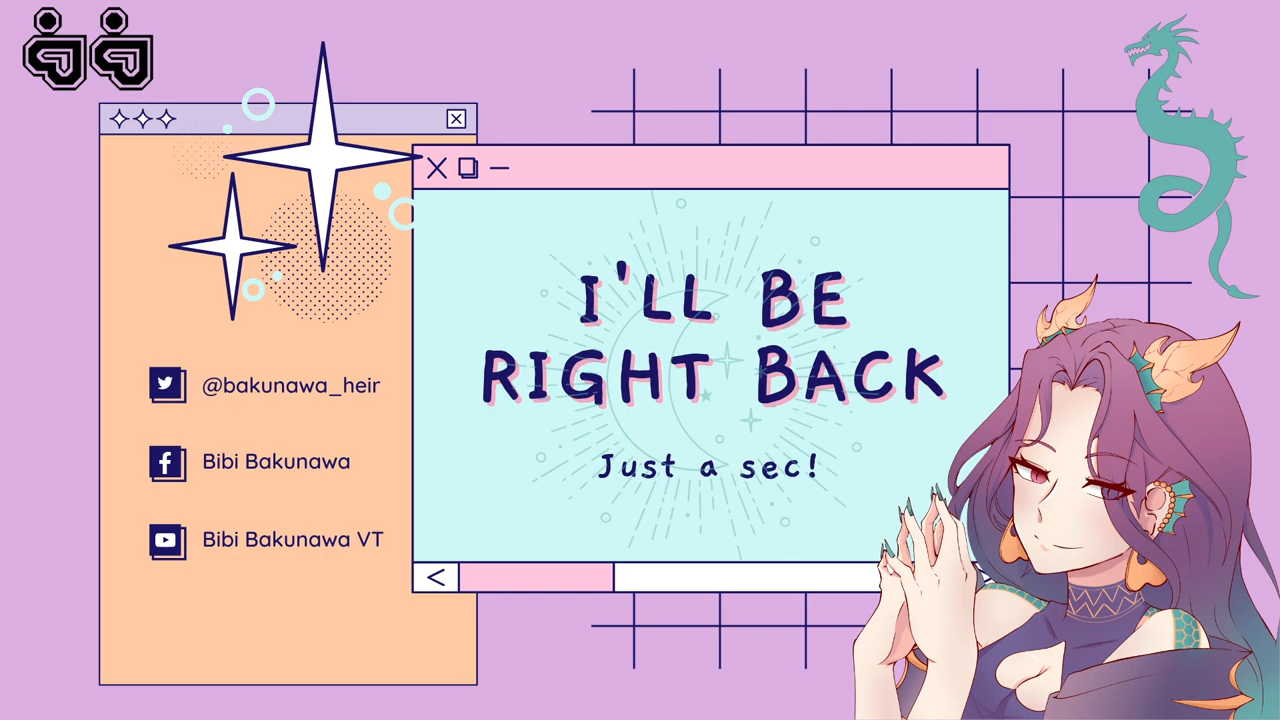 ᜊᜒᜊᜒ
I'LL BE
RIGHT BACK
Just a sec!
@bakunawa_heir
Bibi Bakunawa
Bibi Bakunawa VT